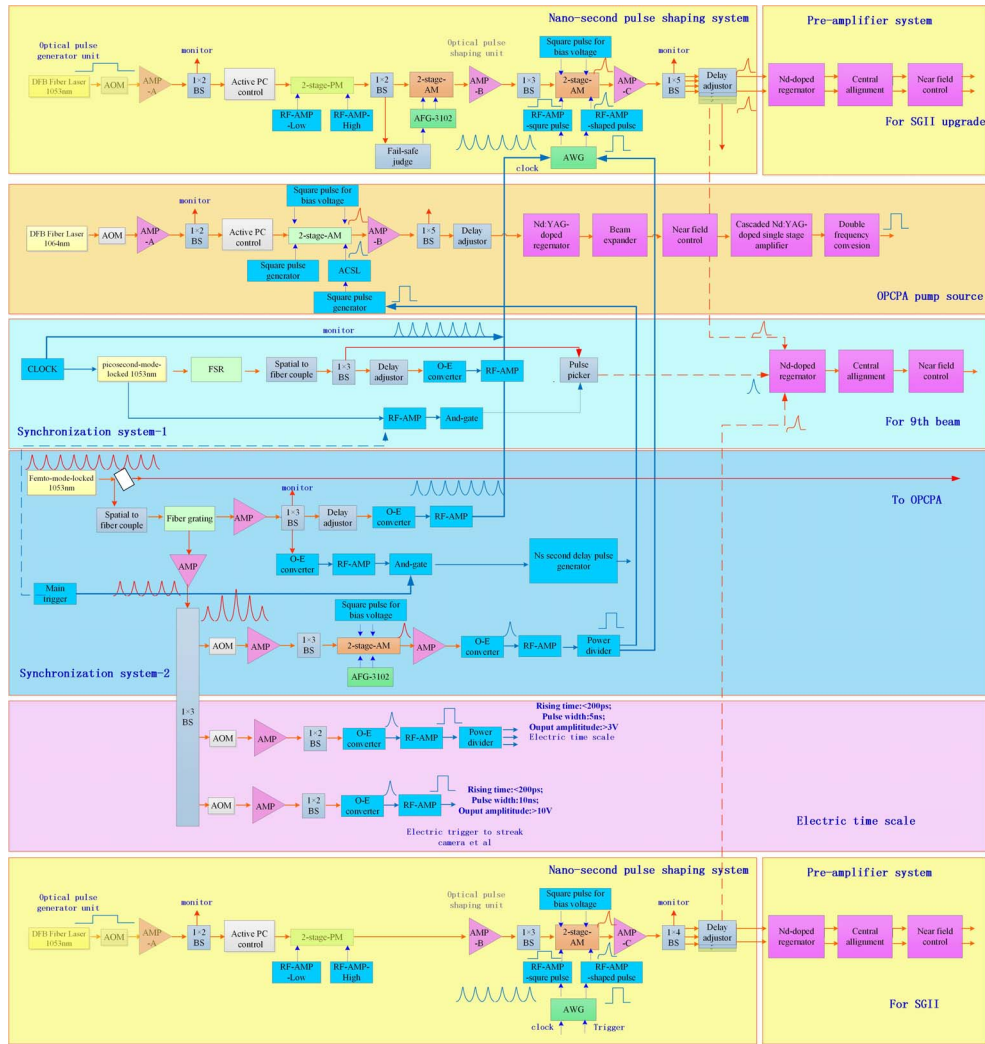 Nano-second pulse shaping system
Pre-amplifier system
Optical pulse
generator unit
monitor
Optical pulse
shaping unit
Square pulse for
bias voltage
monitor
DFB Fiber Laser
1053nm
AOM
AMP
-A
1×2
BS
Active PC
control
2-stage-PM
1×2
BS
2-stage-
AM
AMP
-B
1×3
BS
2-stage-
AM
AMP
-C
1×5
BS
Delay
adjustor
Nd-doped
regernator
Central
allignment
Near field
control
RF-AMP
-Low
RF-AMP
-High
AFG-3102
RF-AMP
-squre pulse
RF-AMP
-shaped pulse
For SGII upgrade
Fail-safe
judge
AWG
clock
Square pulse for
bias voltage
monitor
DFB Fiber Laser
1064nm
AOM
AMP
-A
1×2
BS
Active PC
control
2-stage-AM
AMP
-B
1×5
BS
Delay
adjustor
Nd:YAG-
doped
regernator
Beam
expander
Near field
control
Cascaded Nd:YAG-
doped single stage
amplifier
Double
frequency
convesion
Square pulse
generator
ACSL
Square pulse
generator
OPCPA pump source
monitor
CLOCK
picosecond-mode-
locked 1053nm
FSR
Spatial to
fiber couple
1×3
BS
Delay
adjustor
O-E
converter
RF-AMP
Pulse
picker
Nd-doped
regernator
Central
allignment
Near field
control
RF-AMP
And-gate
Synchronization system-1
For 9th beam
Femto-mode-locked
1053nm
monitor
To OPCPA
Spatial to
fiber couple
Fiber grating
AMP
1×3
BS
Delay
adjustor
O-E
converter
RF-AMP
O-E
converter
RF-AMP
And-gate
Ns second delay pulse
generator
AMP
Main
trigger
Square pulse for
bias voltage
AOM
AMP
1×3
BS
2-stage-AM
AMP
O-E
converter
RF-AMP
Power
divider
AFG-3102
Synchronization system-2
1×3
BS
Rising time:<200ps;
Pulse width:5ns;
Ouput amplititude:>3V
Electric time scale
AOM
AMP
1×2
BS
O-E
converter
RF-AMP
Power
divider
Rising time:<200ps;
Pulse width:10ns;
Ouput amplititude:>10V
AOM
AMP
1×2
BS
O-E
converter
RF-AMP
Electric trigger to streak
camera et al
Electric time scale
Nano-second pulse shaping system
Pre-amplifier system
Optical pulse
generator unit
monitor
Optical pulse
shaping unit
Square pulse for
bias voltage
monitor
DFB Fiber Laser
1053nm
AOM
AMP
-A
1×2
BS
Active PC
control
2-stage-PM
AMP
-B
1×3
BS
2-stage-
AM
AMP
-C
1×4
BS
Delay
adjustor
Nd-doped
regernator
Central
allignment
Near field
control
RF-AMP
-Low
RF-AMP-
High
RF-AMP
-squre pulse
RF-AMP
-shaped pulse
AWG
clock
Trigger
For SGII